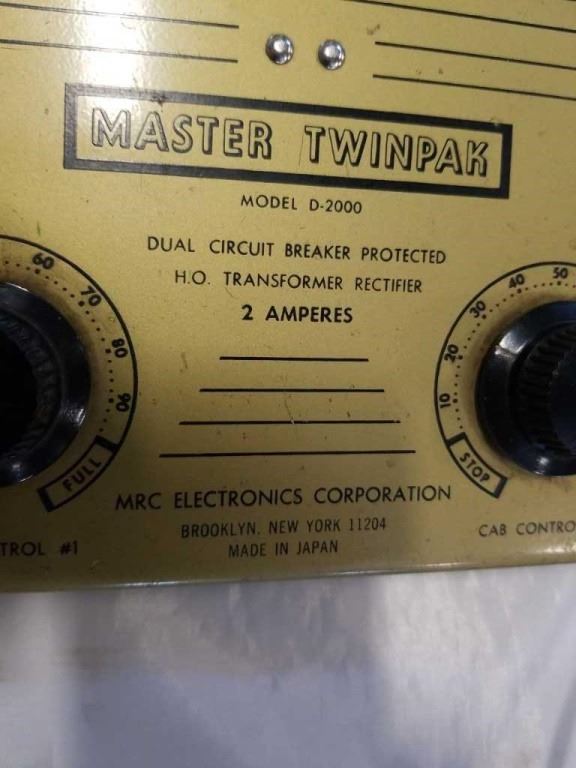 MASTER TWINPAK
MODEL D-2000
DUAL CIRCUIT BREAKER PROTECTED
H.O. TRANSFORMER RECTIFIER
2 AMPERES
60
70
80
90
FULL
50
40
30
20
10
STOP
MRC ELECTRONICS CORPORATION
BROOKLYN, NEW YORK 11204
MADE IN JAPAN
TROL #1
CAB CONTRO